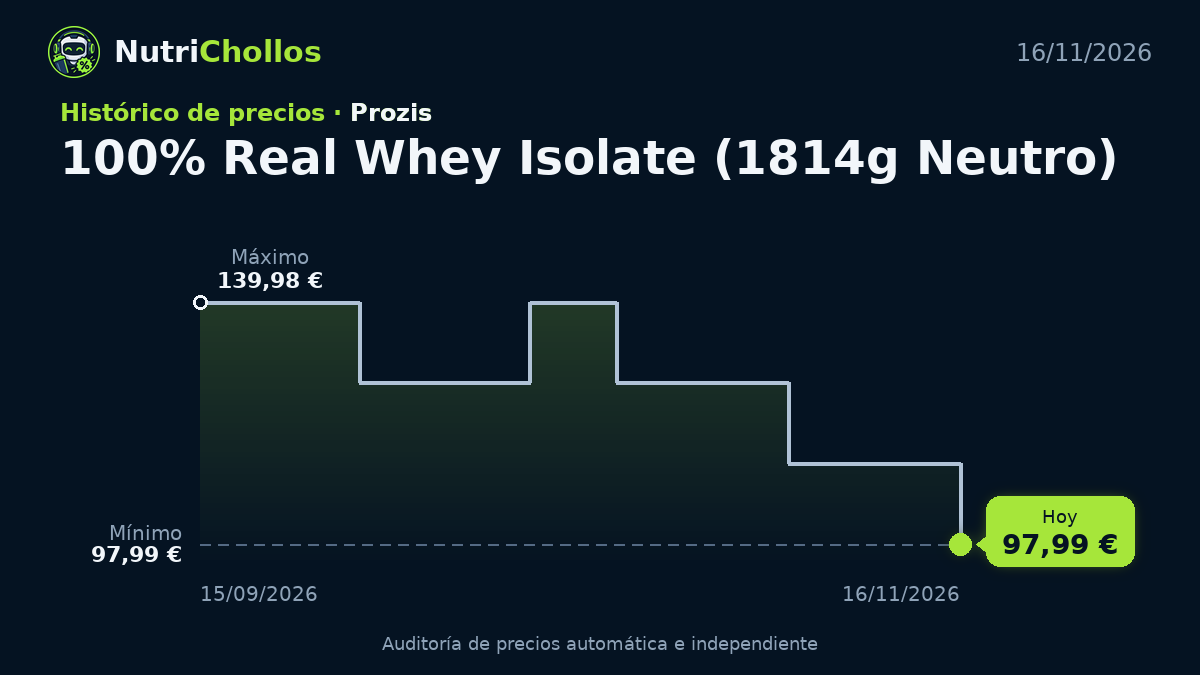 NutriChollos
16/11/2026
Histórico de precios · Prozis
100% Real Whey Isolate (1814g Neutro)
Máximo
139,98 €
Mínimo
97,99 €
Hoy
97,99 €
15/09/2026
16/11/2026
Auditoría de precios automática e independiente